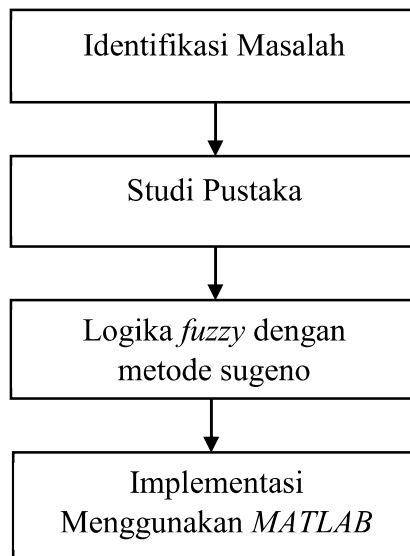 Identifikasi Masalah
Studi Pustaka
Logika fuzzy dengan
metode sugeno
Implementasi
Menggunakan MATLAB